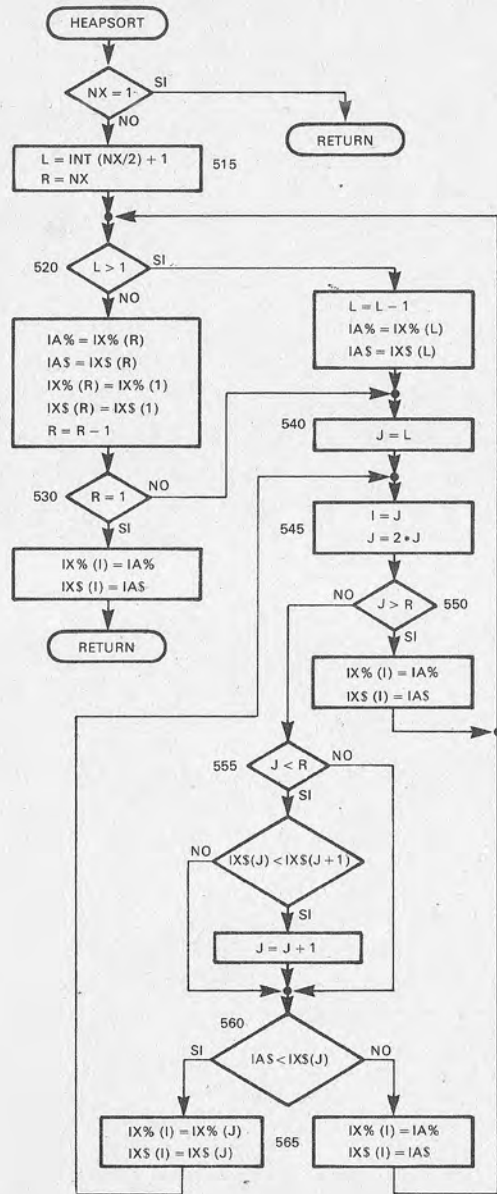 HEAPSORT
NX = 1
SI
NO
RETURN
L = INT (NX/2) + 1
R = NX
515
520
L > 1
SI
NO
IA% = IX% (R)
IA$ = IX$ (R)
IX% (R) = IX% (1)
IX$ (R) = IX$ (1)
R = R − 1
L = L − 1
IA% = IX% (L)
IA$ = IX$ (L)
540
J = L
530
R = 1
NO
SI
545
I = J
J = 2 * J
IX% (I) = IA%
IX$ (I) = IA$
RETURN
NO
J > R
550
SI
IX% (I) = IA%
IX$ (I) = IA$
555
J < R
NO
SI
NO
IX$(J) < IX$(J+1)
SI
J = J + 1
560
SI
IA$ < IX$(J)
NO
IX% (I) = IX% (J)
IX$ (I) = IX$ (J)
565
IX% (I) = IA%
IX$ (I) = IA$